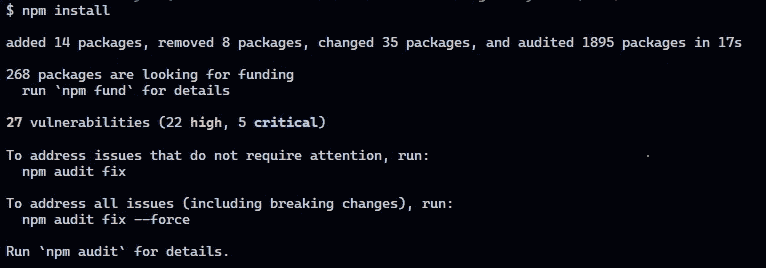 $ npm install
added 14 packages, removed 8 packages, changed 35 packages, and audited 1895 packages in 17s
268 packages are looking for funding
  run `npm fund` for details
27 vulnerabilities (22 high, 5 critical)
To address issues that do not require attention, run:
  npm audit fix
To address all issues (including breaking changes), run:
  npm audit fix --force
Run `npm audit` for details.